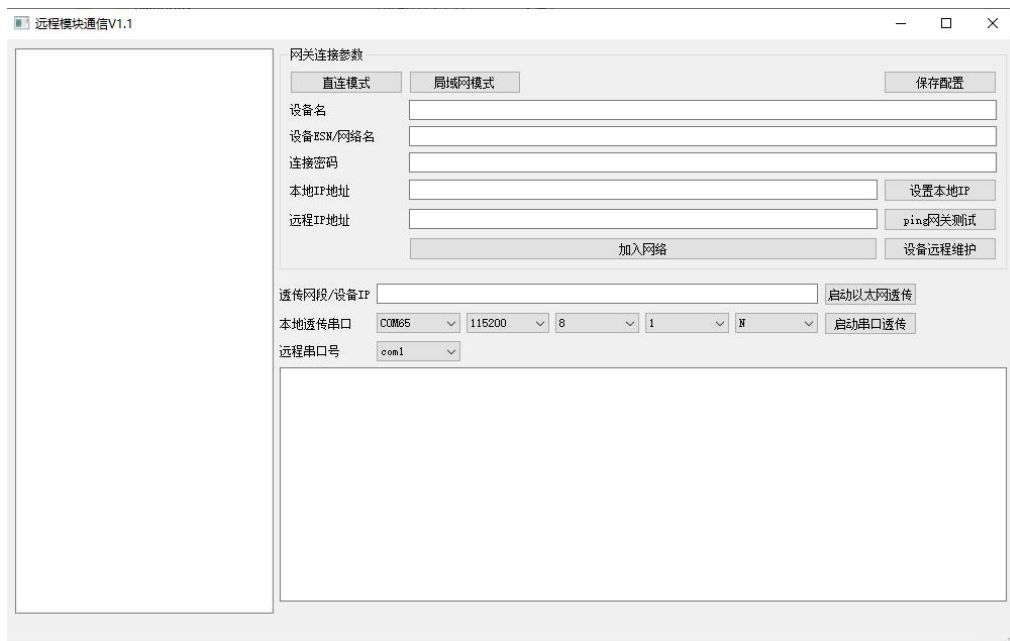 远程模块通信V1.1
网关连接参数
直连模式 局域网模式 保存配置
设备名
设备ESN/网络名
连接密码
本地IP地址 设置本地IP
远程IP地址 ping网关测试
加入网络 设备远程维护
透传网段/设备IP 启动以太网透传
本地透传串口 COM65 115200 8 1 N 启动串口透传
远程串口号 com1